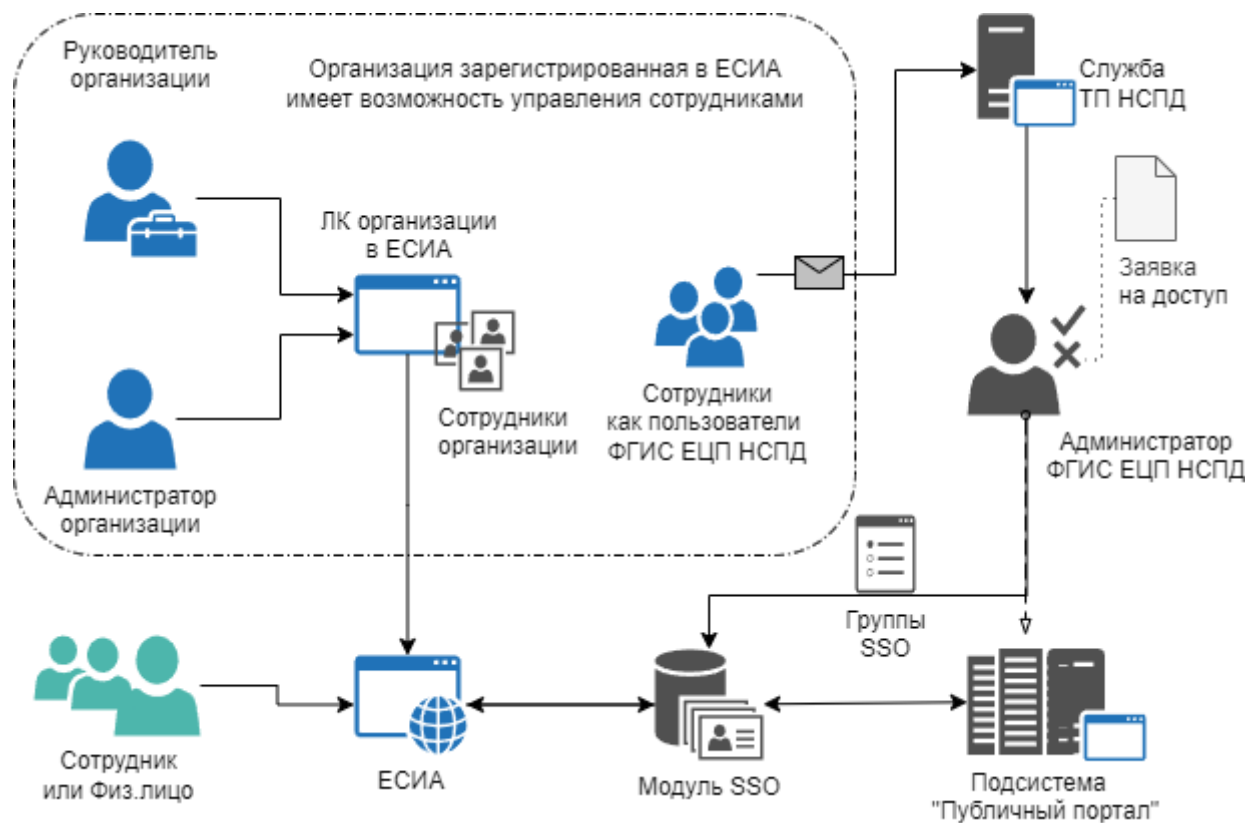 Руководитель
организации
Организация зарегистрированная в ЕСИА
имеет возможность управления сотрудниками
Служба
ТП НСПД
ЛК организации
в ЕСИА
Заявка
на доступ
Сотрудники
организации
Сотрудники
как пользователи
ФГИС ЕЦП НСПД
Администратор
ФГИС ЕЦП НСПД
Администратор
организации
Группы
SSO
Сотрудник
или Физ.лицо
ЕСИА
Модуль SSO
Подсистема
"Публичный портал"